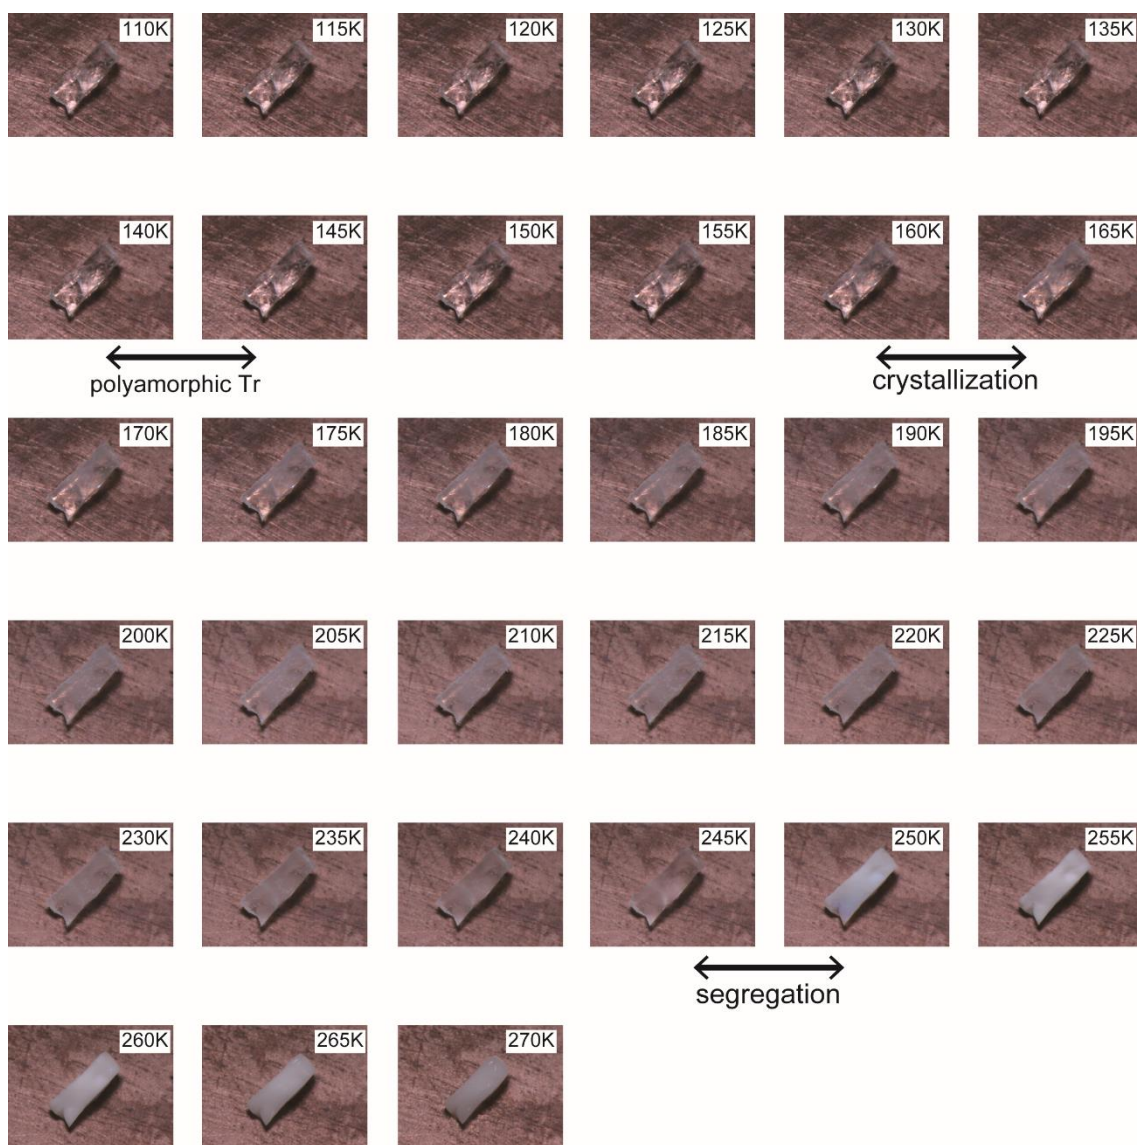 110K 115K 120K 125K 130K 135K
140K 145K 150K 155K 160K 165K
polyamorphic Tr crystallization
170K 175K 180K 185K 190K 195K
200K 205K 210K 215K 220K 225K
230K 235K 240K 245K 250K 255K
segregation
260K 265K 270K